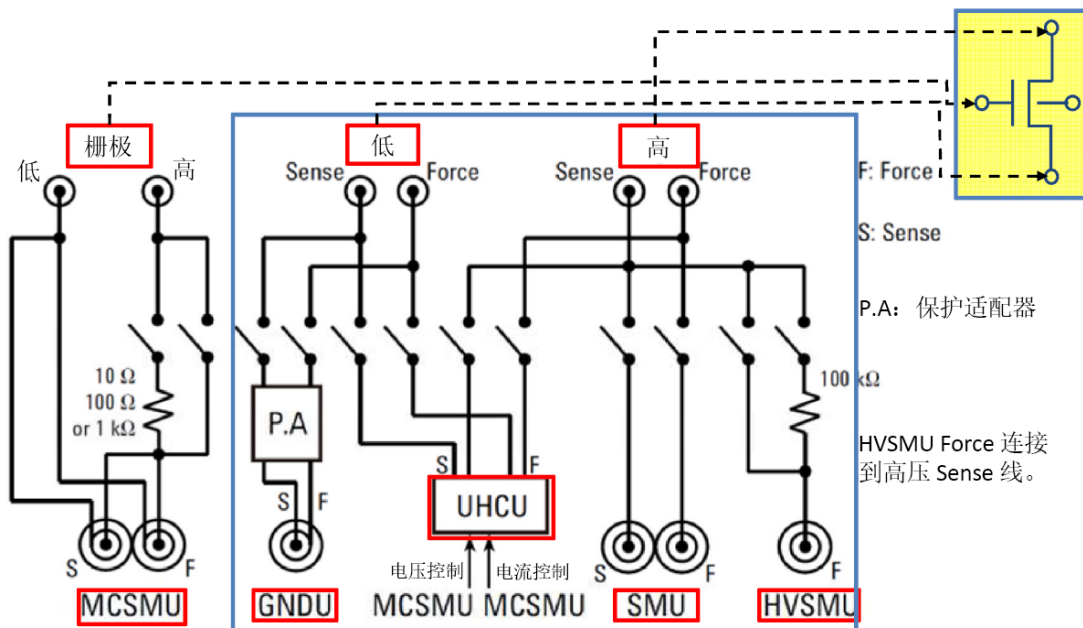 栅极
低
高
低
高
Sense
Force
Sense
Force
F: Force
S: Sense
P.A：保护适配器
10 Ω
100 Ω
or 1 kΩ
100 kΩ
P.A
HVSMU Force 连接
到高压 Sense 线。
S
F
S
F
UHCU
电压控制
电流控制
S
F
S
F
F
MCSMU
GNDU
MCSMU
MCSMU
SMU
HVSMU